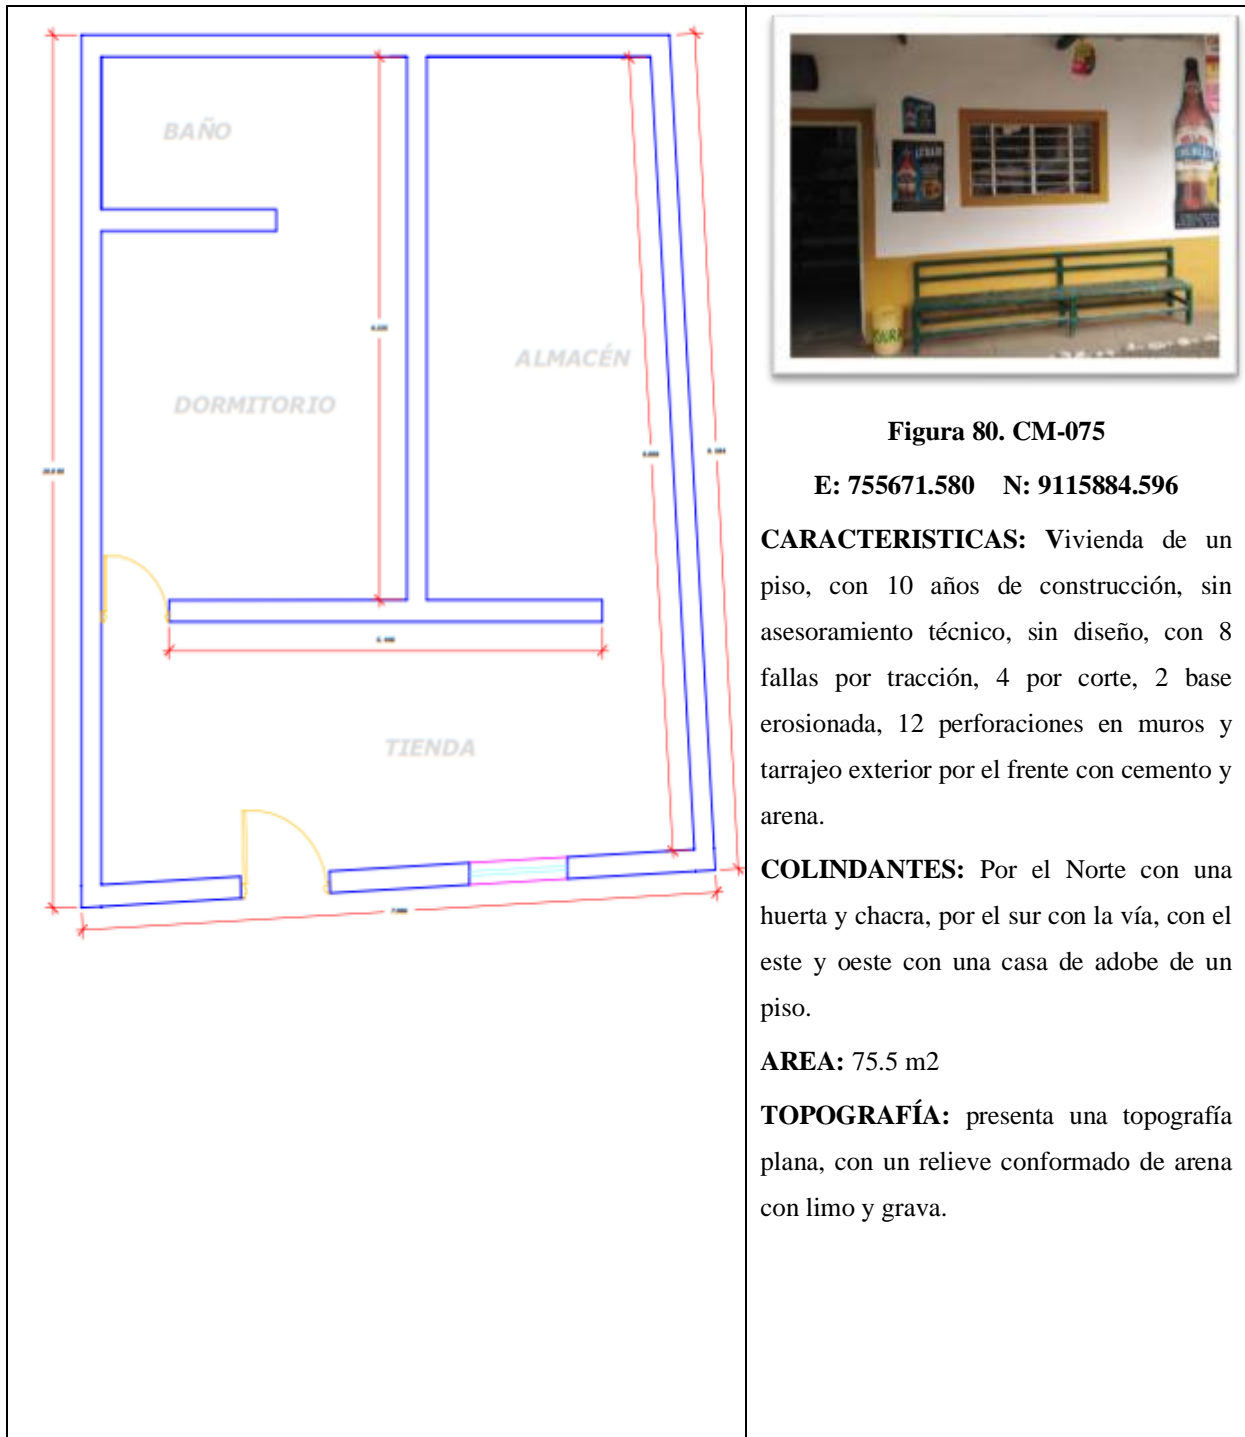 BAÑO
DORMITORIO
ALMACÉN
TIENDA
Figura 80. CM-075
E: 755671.580 N: 9115884.596
CARACTERISTICAS: Vivienda de un
piso, con 10 años de construcción, sin
asesoramiento técnico, sin diseño, con 8
fallas por tracción, 4 por corte, 2 base
erosionada, 12 perforaciones en muros y
tarrajeo exterior por el frente con cemento y
arena.
COLINDANTES: Por el Norte con una
huerta y chacra, por el sur con la vía, con el
este y oeste con una casa de adobe de un
piso.
AREA: 75.5 m2
TOPOGRAFÍA: presenta una topografía
plana, con un relieve conformado de arena
con limo y grava.